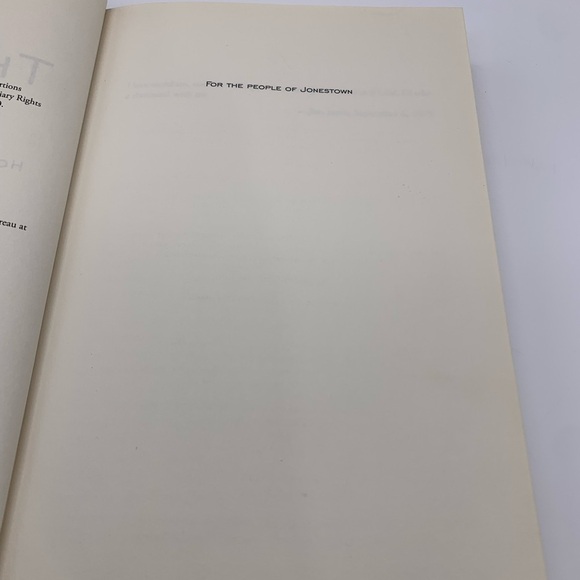 rtions
iary Rights
reau at
FOR THE PEOPLE OF JONESTOWN